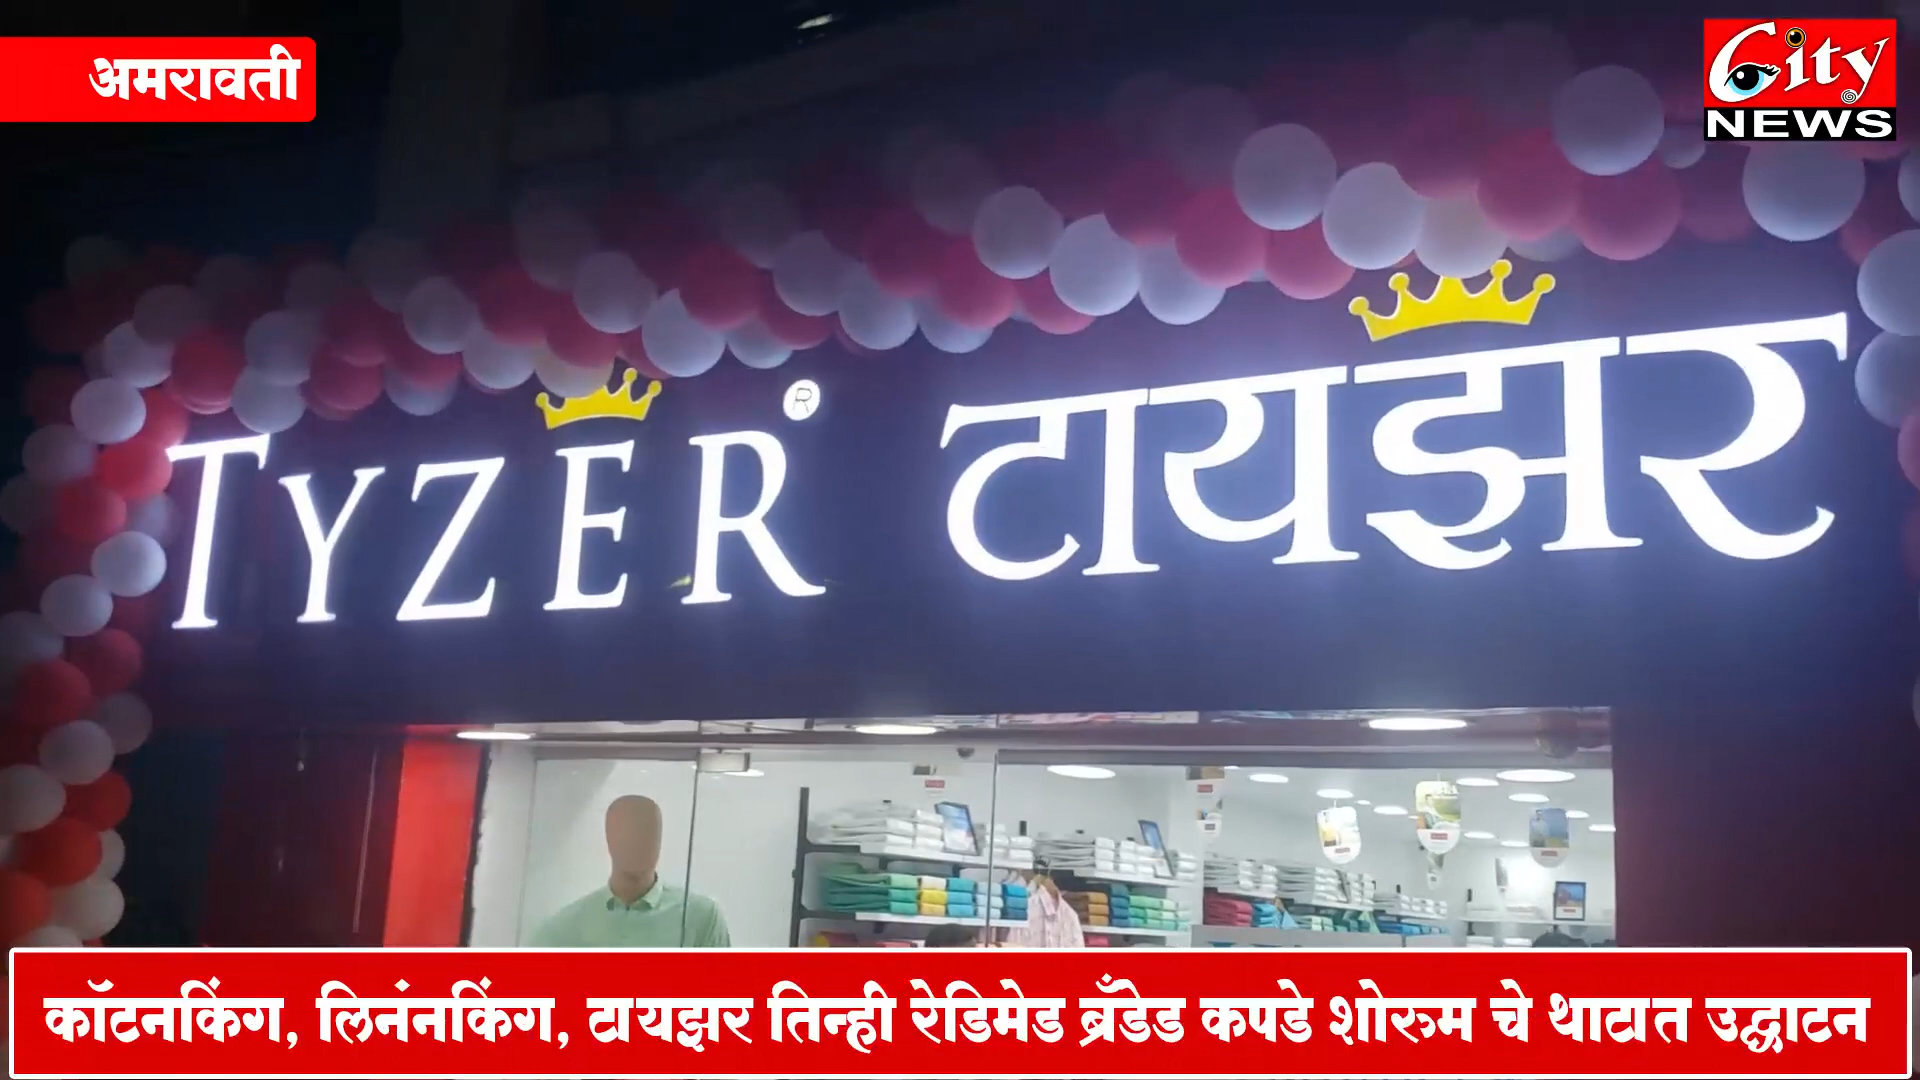 अमरावती
City
NEWS
TYZER® टायझर
कॉटनकिंग, लिनंनकिंग, टायझर तिन्ही रेडिमेड ब्रँडेड कपडे शोरुम चे थाटात उद्घाटन